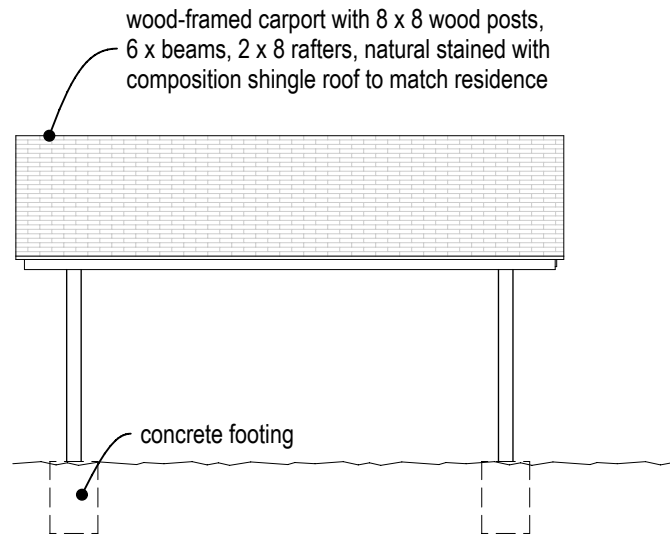 wood-framed carport with 8 x 8 wood posts,
6 x beams, 2 x 8 rafters, natural stained with
composition shingle roof to match residence
concrete footing